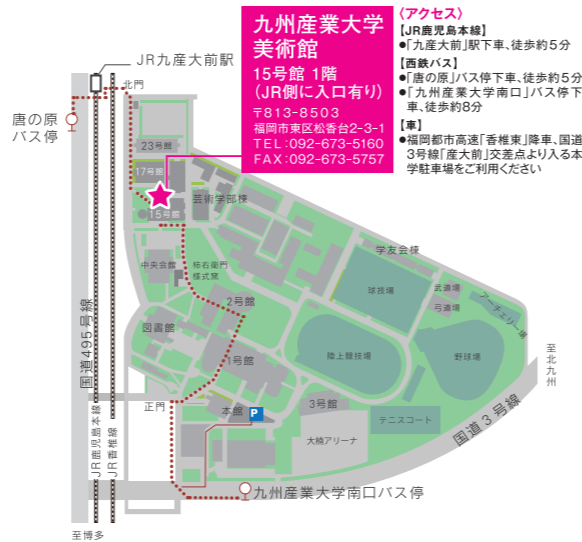 九州産業大学
美術館
15号館 1階
(JR側に入口有り)
〒813-8503
福岡市東区松香台2-3-1
TEL:092-673-5160
FAX:092-673-5757
〈アクセス〉
【JR鹿児島本線】
●「九産大前」駅下車、徒歩約5分
【西鉄バス】
●「唐の原」バス停下車、徒歩約5分
●「九州産業大学南口」バス停下
車、徒歩約8分
【車】
●福岡都市高速「香椎東」降車、国道
3号線「産大前」交差点より入る本
学駐車場をご利用ください
JR九産大前駅
北門
唐の原
バス停
23号館
17号館
15号館
芸術学部棟
中央会館
柿右衛門
様式窯
学友会棟
球技場
武道場
弓道場
アーチェリー場
2号館
図書館
1号館
陸上競技場
野球場
至北九州
国道495号線
正門
本館
P
3号館
テニスコート
大楠アリーナ
国道3号線
JR鹿児島本線
JR香椎線
九州産業大学南口バス停
至博多